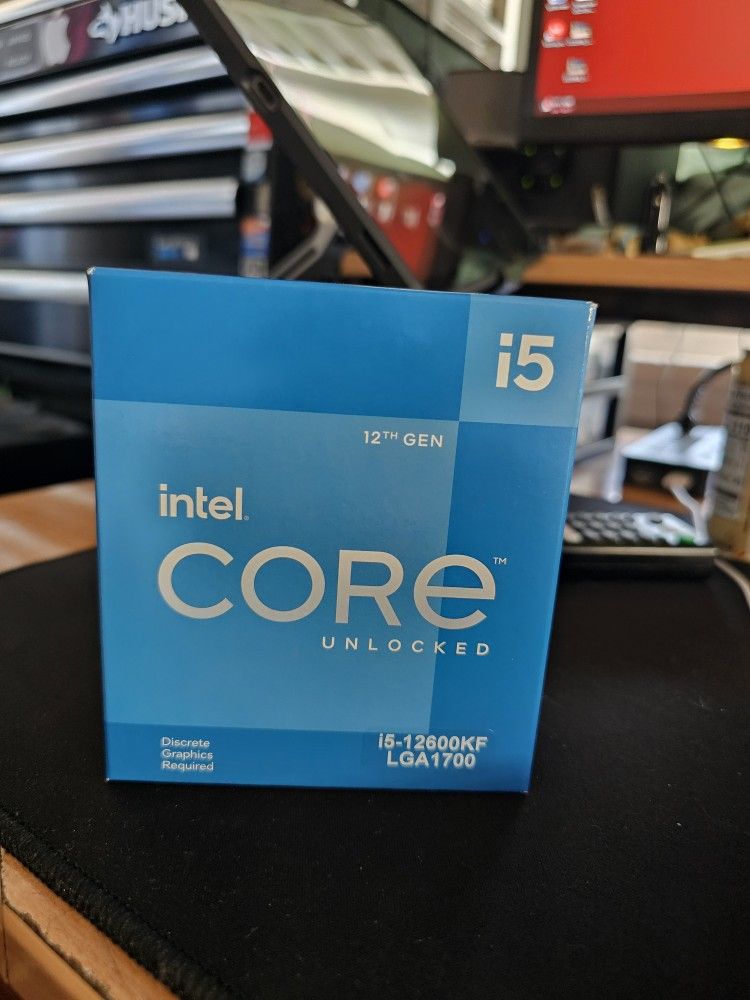 i5
12TH GEN
intel.
CORe™
UNLOCKED
Discrete
Graphics
Required
i5-12600KF
LGA1700